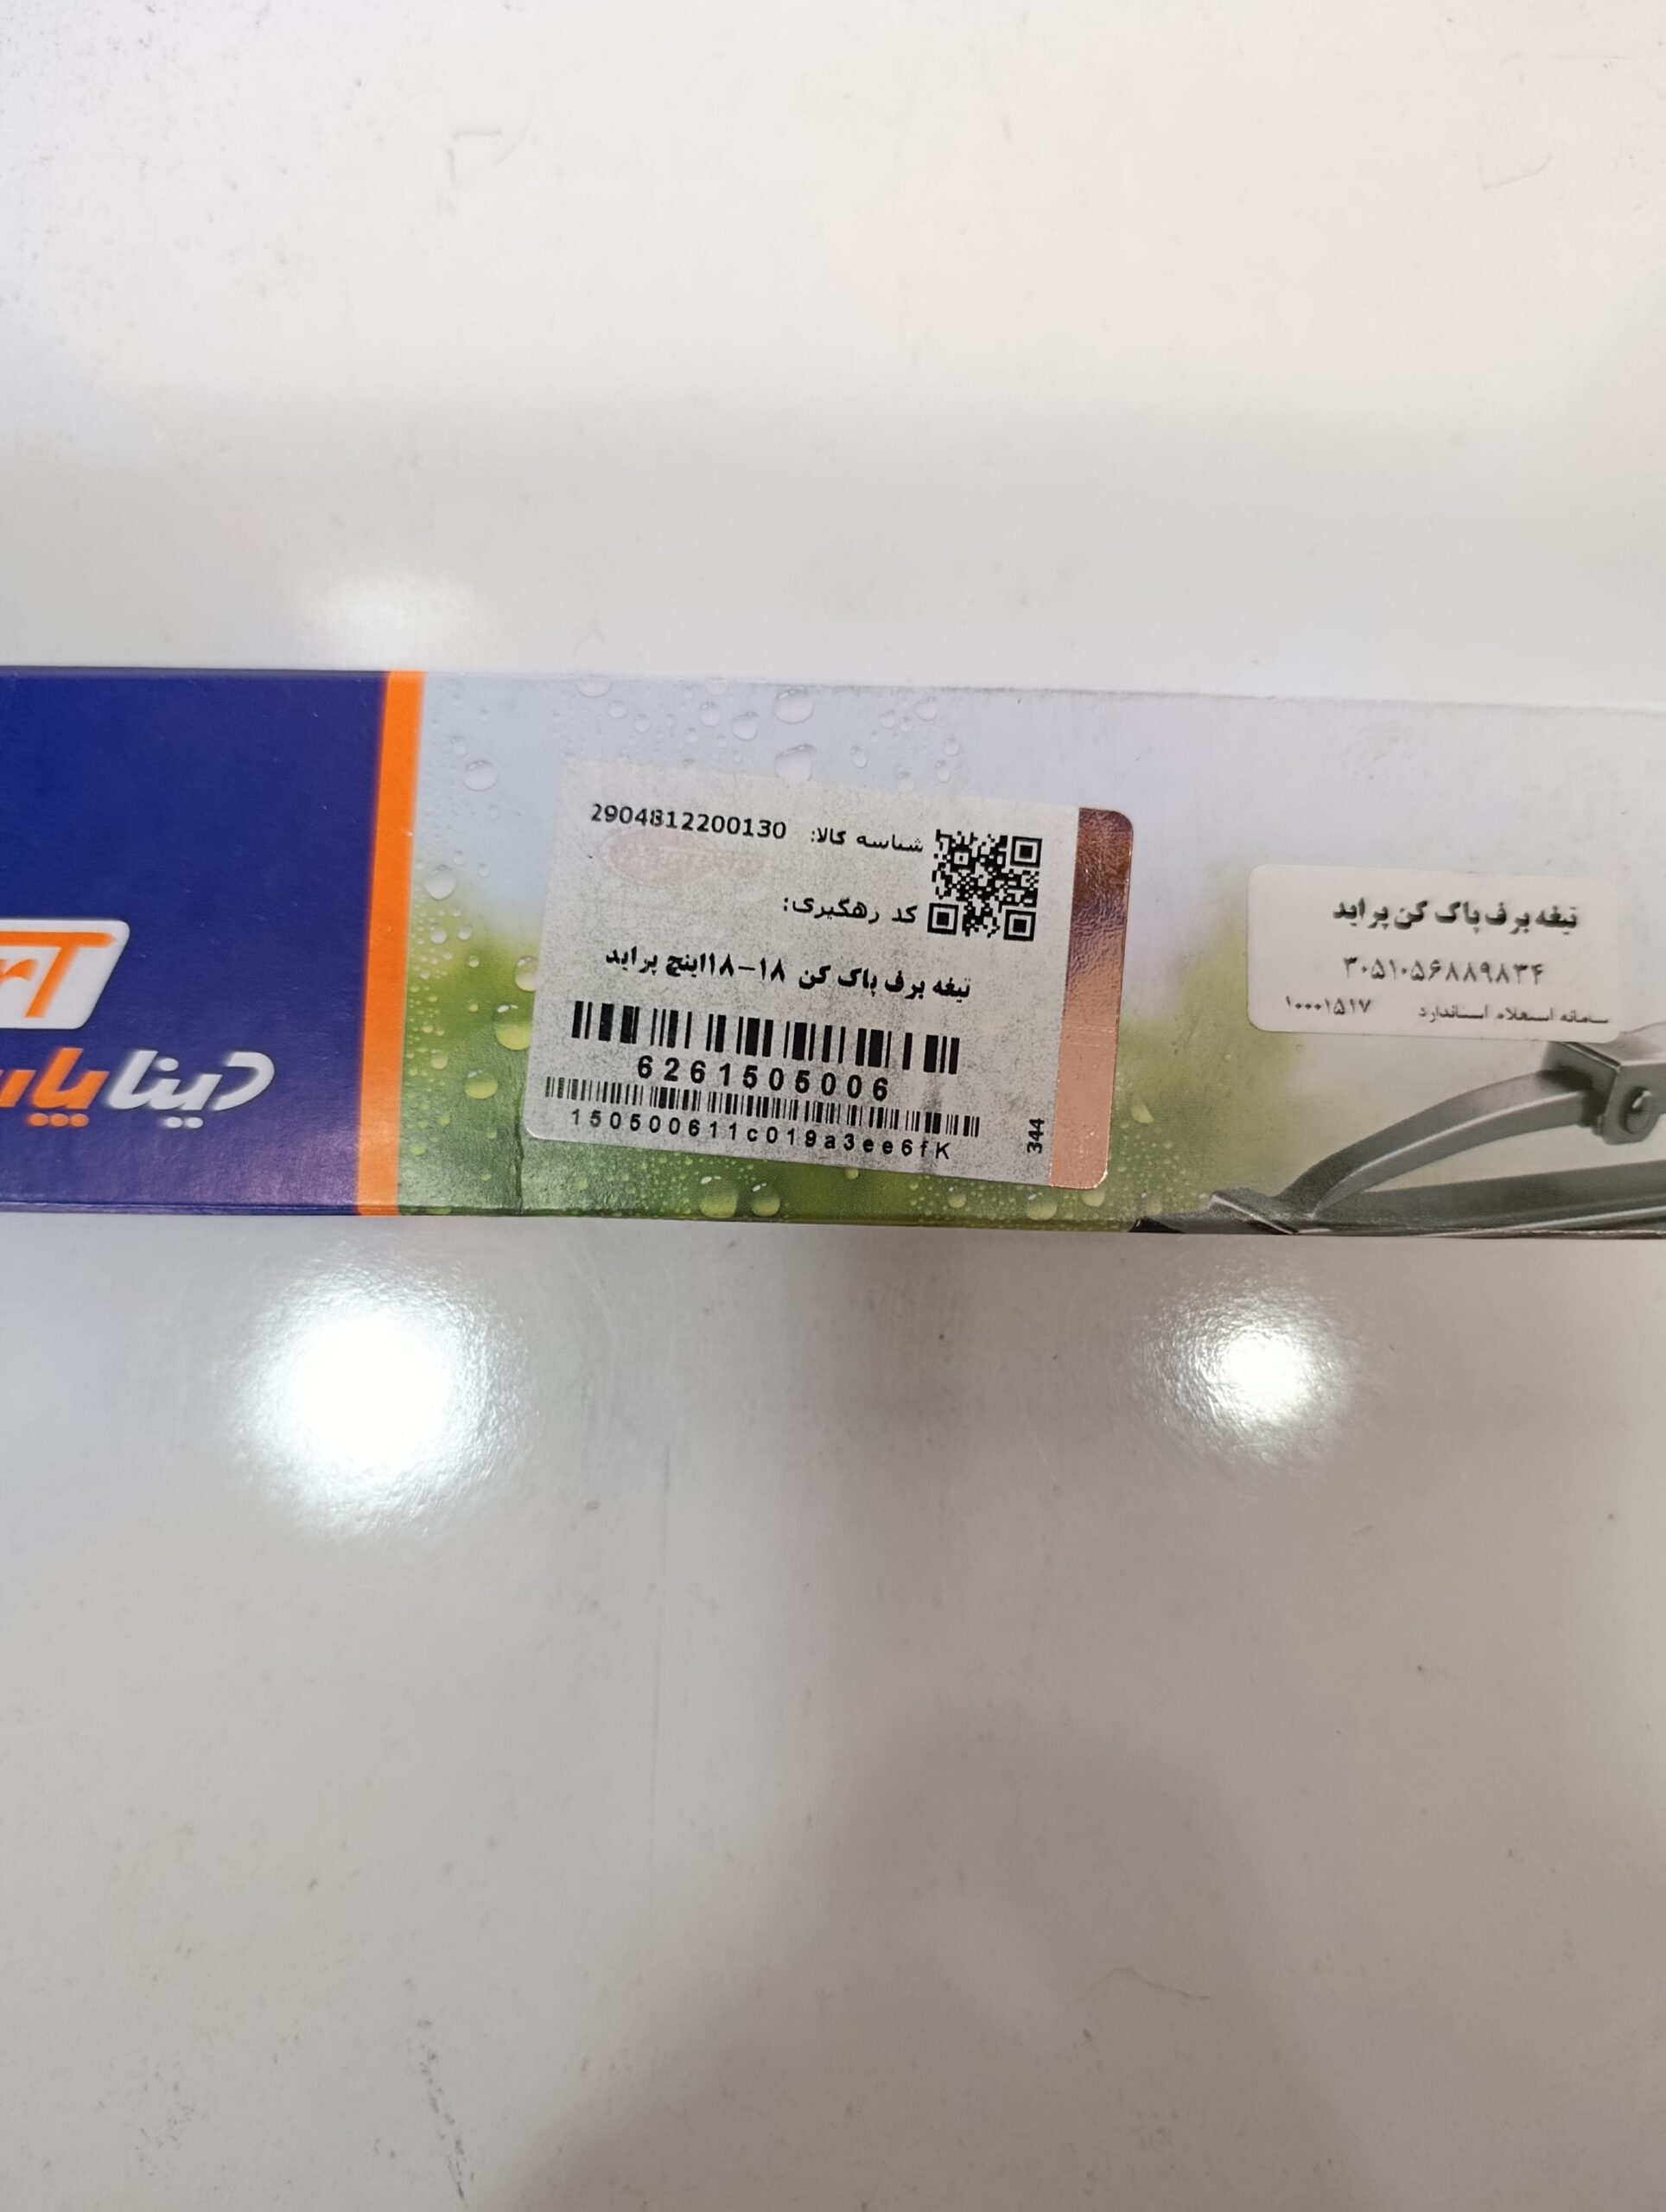 دینا
شناسه کالا: 2904812200130
کد رهگیری:
تیغه برف پاک کن ۱۸-۱۸اینچ پراید
6261505006
150500611c019a3ee6fK
344
تیغه برف پاک کن پراید
۳۰۵۱۰۵۶۸۸۹۸۳۴
سامانه استعلام استاندارد ۱۰۰۰۱۵۱۷